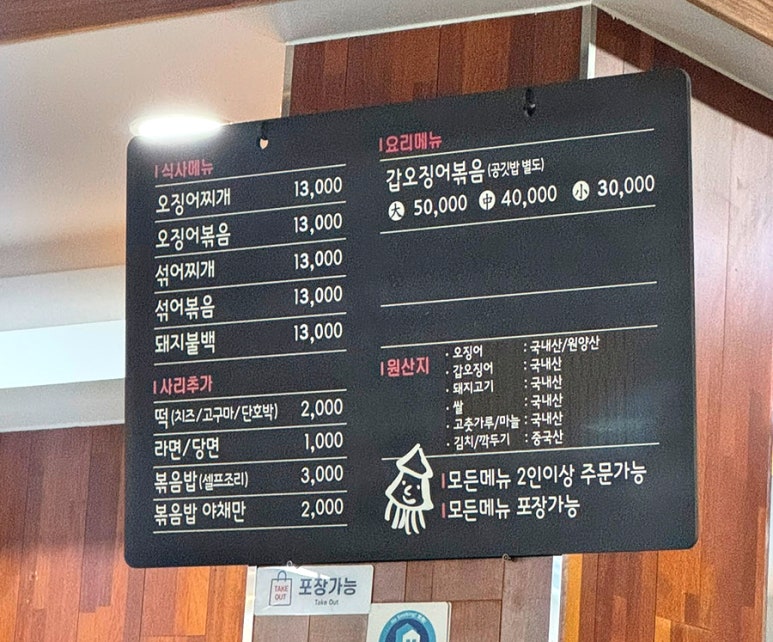 식사메뉴
오징어찌개 13,000
오징어볶음 13,000
섞어찌개 13,000
섞어볶음 13,000
돼지불백 13,000
사리추가
떡(치즈/고구마/단호박) 2,000
라면/당면 1,000
볶음밥(셀프조리) 3,000
볶음밥 야채만 2,000
요리메뉴
갑오징어볶음(공깃밥 별도)
大 50,000 中 40,000 小 30,000
원산지
· 오징어 : 국내산/원양산
· 갑오징어 : 국내산
· 돼지고기 : 국내산
· 쌀 : 국내산
· 고춧가루/마늘 : 국내산
· 김치/깍두기 : 중국산
모든메뉴 2인이상 주문가능
모든메뉴 포장가능
TAKE OUT
포장가능
Take Out